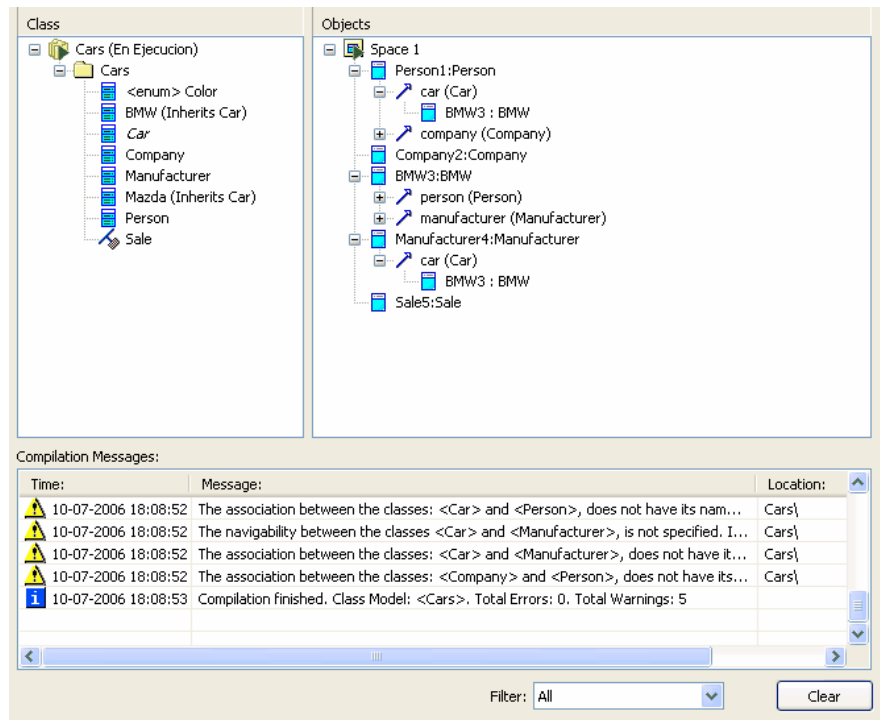 Class
Cars (En Ejecucion)
Cars
<enum> Color
BMW (Inherits Car)
Car
Company
Manufacturer
Mazda (Inherits Car)
Person
Sale
Objects
Space 1
Person1:Person
car (Car)
BMW3 : BMW
company (Company)
Company2:Company
BMW3:BMW
person (Person)
manufacturer (Manufacturer)
Manufacturer4:Manufacturer
car (Car)
BMW3 : BMW
Sale5:Sale
Compilation Messages:
Time: Message: Location:
10-07-2006 18:08:52 The association between the classes: <Car> and <Person>, does not have its nam... Cars\
10-07-2006 18:08:52 The navigability between the classes <Car> and <Manufacturer>, is not specified. I... Cars\
10-07-2006 18:08:52 The association between the classes: <Car> and <Manufacturer>, does not have it... Cars\
10-07-2006 18:08:52 The association between the classes: <Company> and <Person>, does not have its... Cars\
10-07-2006 18:08:53 Compilation finished. Class Model: <Cars>. Total Errors: 0. Total Warnings: 5
Filter: All Clear